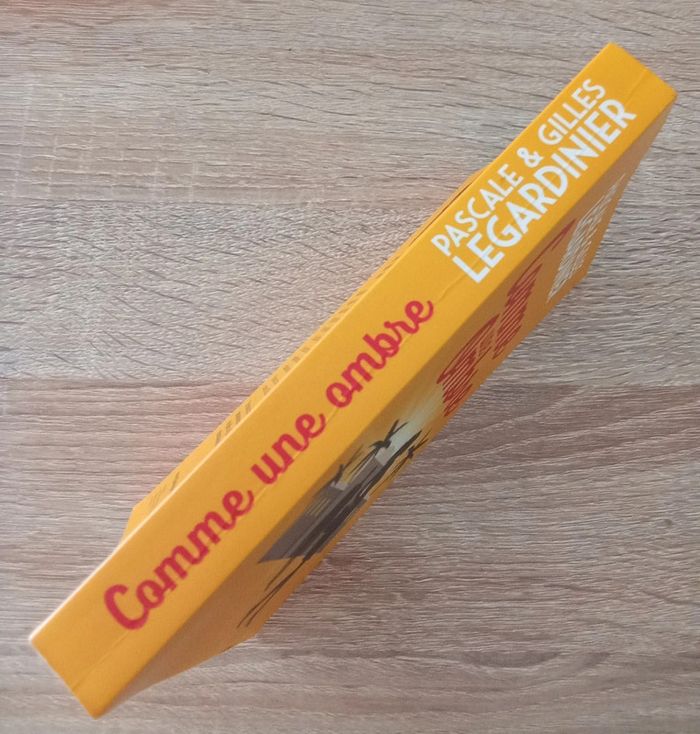 PASCALE & GILLES
LEGARDINIER
Comme une ombre